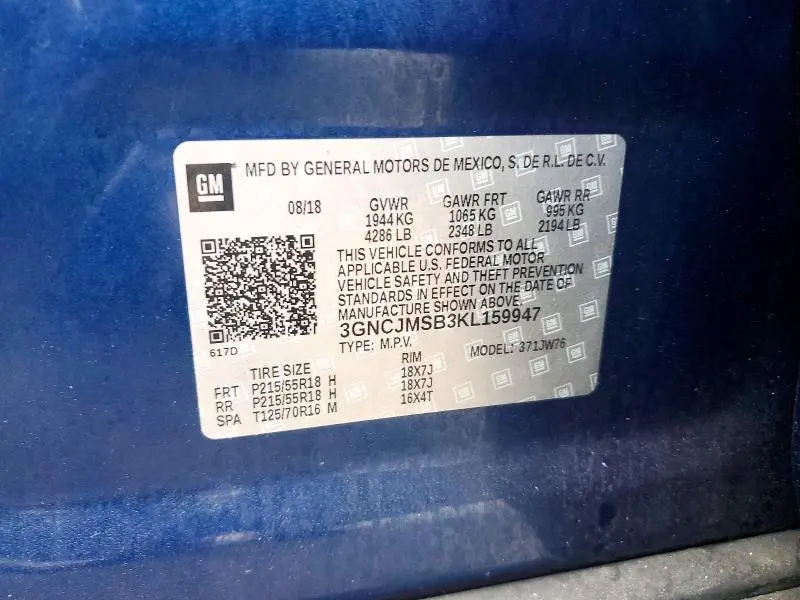 GM MFD BY GENERAL MOTORS DE MEXICO, S. DE R.L. DE C.V.
08/18 GVWR GAWR FRT GAWR RR
1944 KG 1065 KG 995 KG
4286 LB 2348 LB 2194 LB
THIS VEHICLE CONFORMS TO ALL
APPLICABLE U.S. FEDERAL MOTOR
VEHICLE SAFETY AND THEFT PREVENTION
STANDARDS IN EFFECT ON THE DATE OF
MANUFACTURE SHOWN ABOVE.
3GNCJMSB3KL159947
617D TYPE: M.P.V. MODEL: 371JW76
TIRE SIZE RIM
FRT P215/55R18 H 18X7J
RR P215/55R18 H 18X7J
SPA T125/70R16 M 16X4T